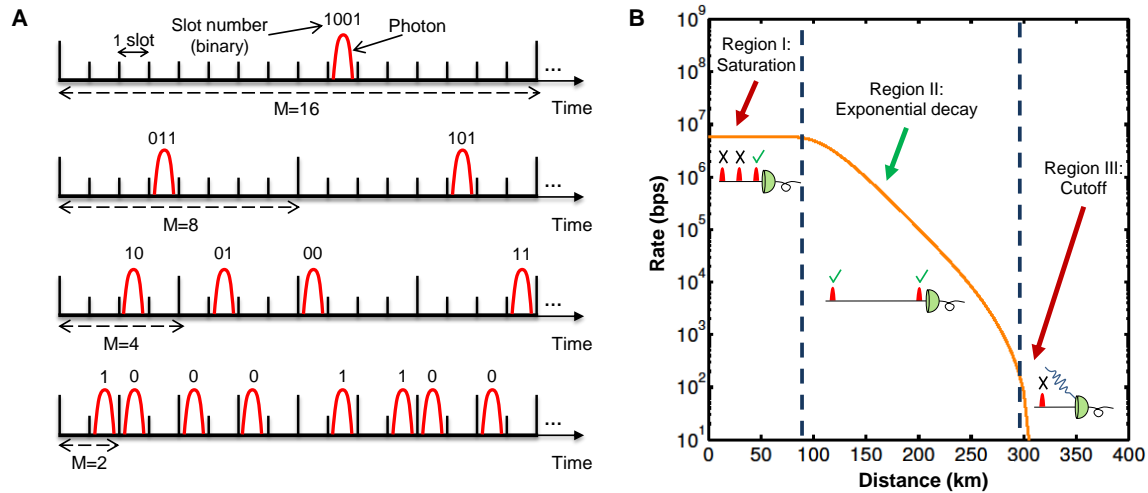 A
Slot number
(binary)
1001
Photon
1 slot
...
Time
M=16
011
101
...
Time
M=8
10
01
00
11
...
Time
M=4
1
0
0
0
1
1
0
0
...
Time
M=2
B
Rate (bps)
10^9
10^8
10^7
10^6
10^5
10^4
10^3
10^2
10^1
Region I:
Saturation
Region II:
Exponential decay
Region III:
Cutoff
X X ✓
✓ ✓
X
0 50 100 150 200 250 300 350 400
Distance (km)